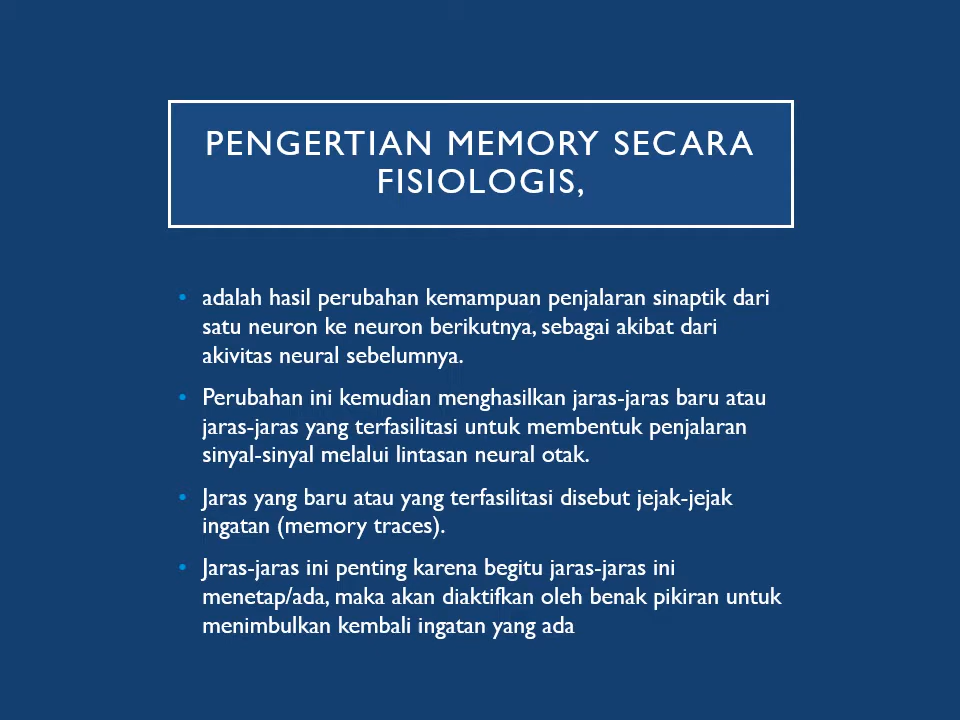 PENGERTIAN MEMORY SECARA
FISIOLOGIS,
• adalah hasil perubahan kemampuan penjalaran sinaptik dari
satu neuron ke neuron berikutnya, sebagai akibat dari
akivitas neural sebelumnya.
• Perubahan ini kemudian menghasilkan jaras-jaras baru atau
jaras-jaras yang terfasilitasi untuk membentuk penjalaran
sinyal-sinyal melalui lintasan neural otak.
• Jaras yang baru atau yang terfasilitasi disebut jejak-jejak
ingatan (memory traces).
• Jaras-jaras ini penting karena begitu jaras-jaras ini
menetap/ada, maka akan diaktifkan oleh benak pikiran untuk
menimbulkan kembali ingatan yang ada